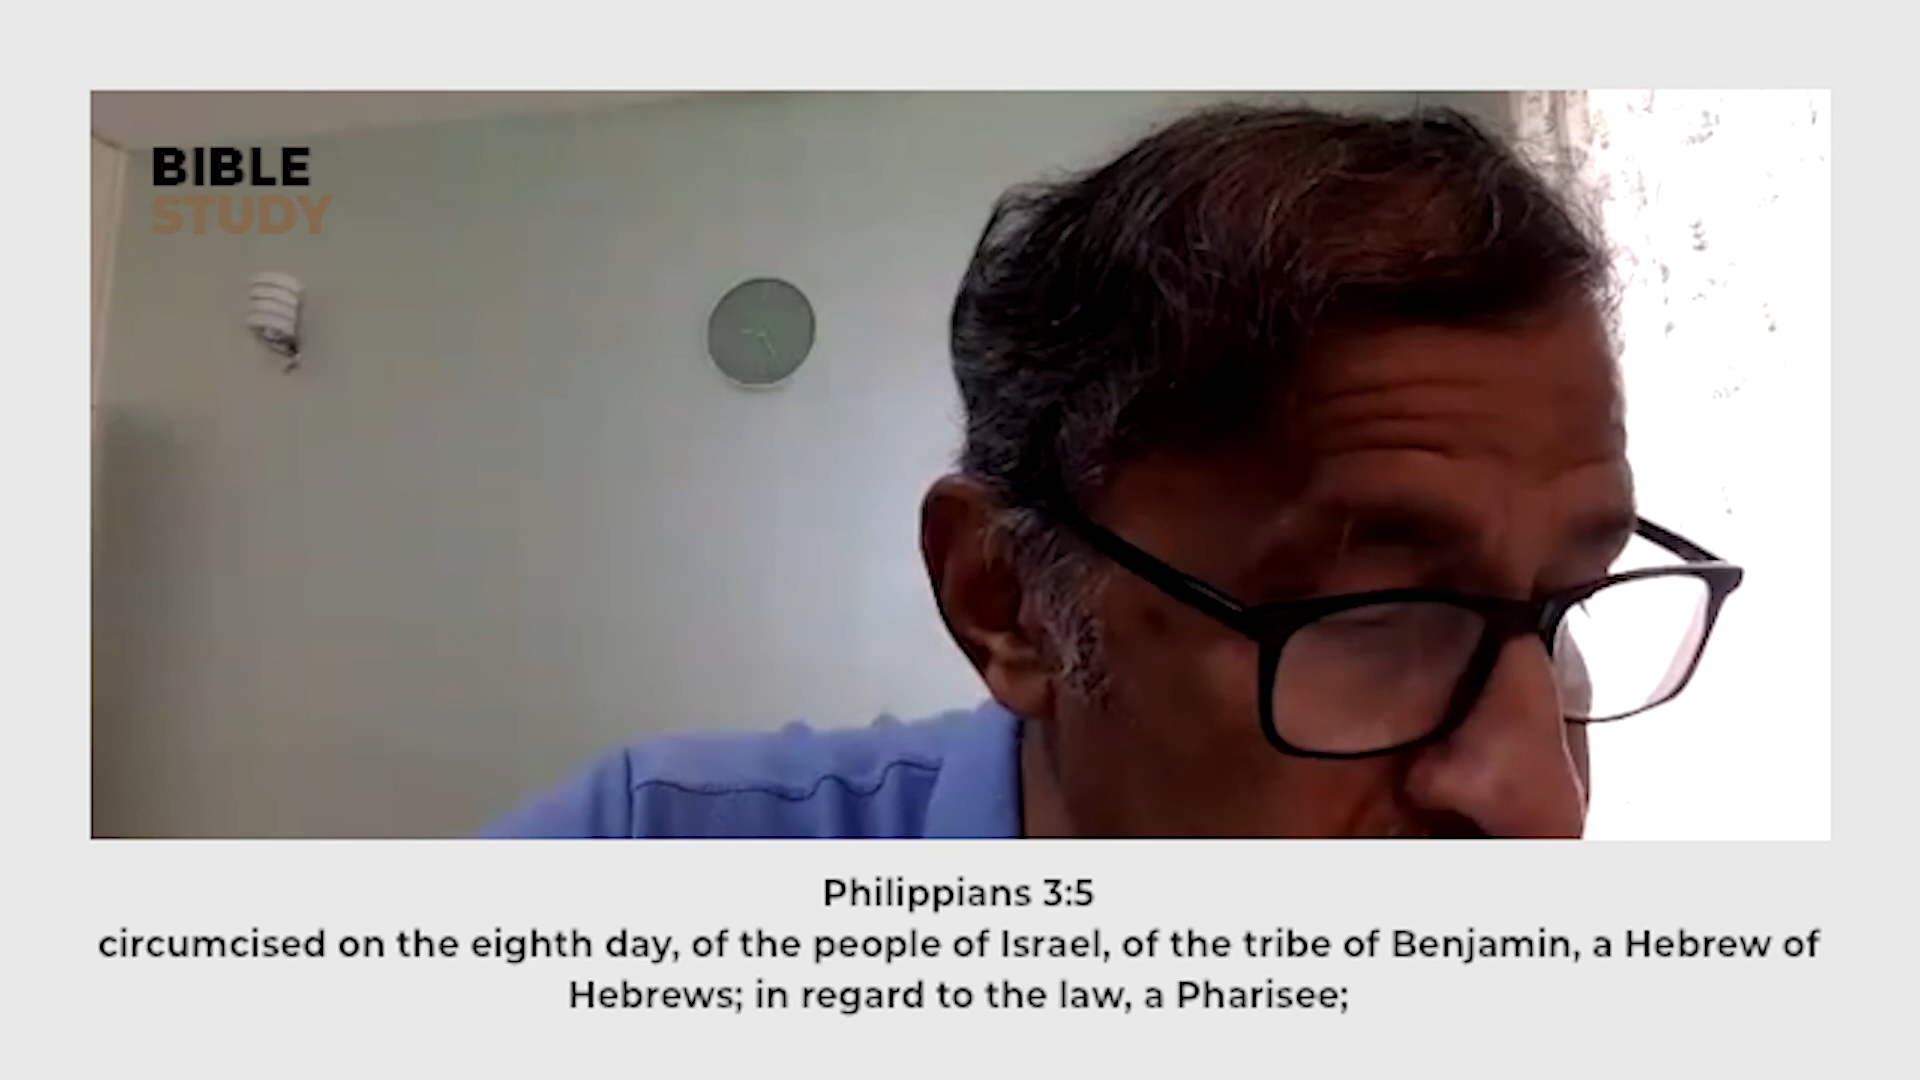 BIBLE
STUDY
Philippians 3:5
circumcised on the eighth day, of the people of Israel, of the tribe of Benjamin, a Hebrew of
Hebrews; in regard to the law, a Pharisee;